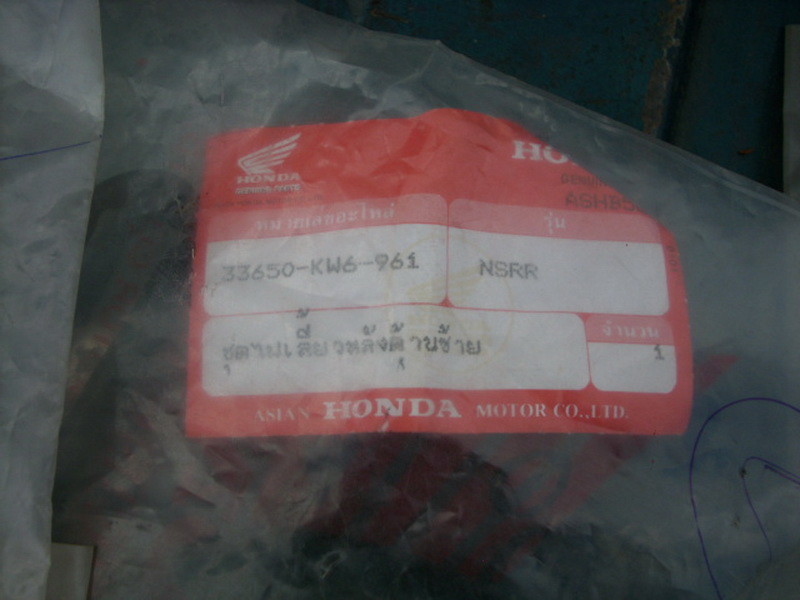 HONDA
GENUINE PARTS
หมายเลขอะไหล่ รุ่น
33650-KW6-961 NSRR
ชุดไฟเลี้ยวหลังด้านซ้าย
จำนวน
1
ASIAN HONDA MOTOR CO.,LTD.